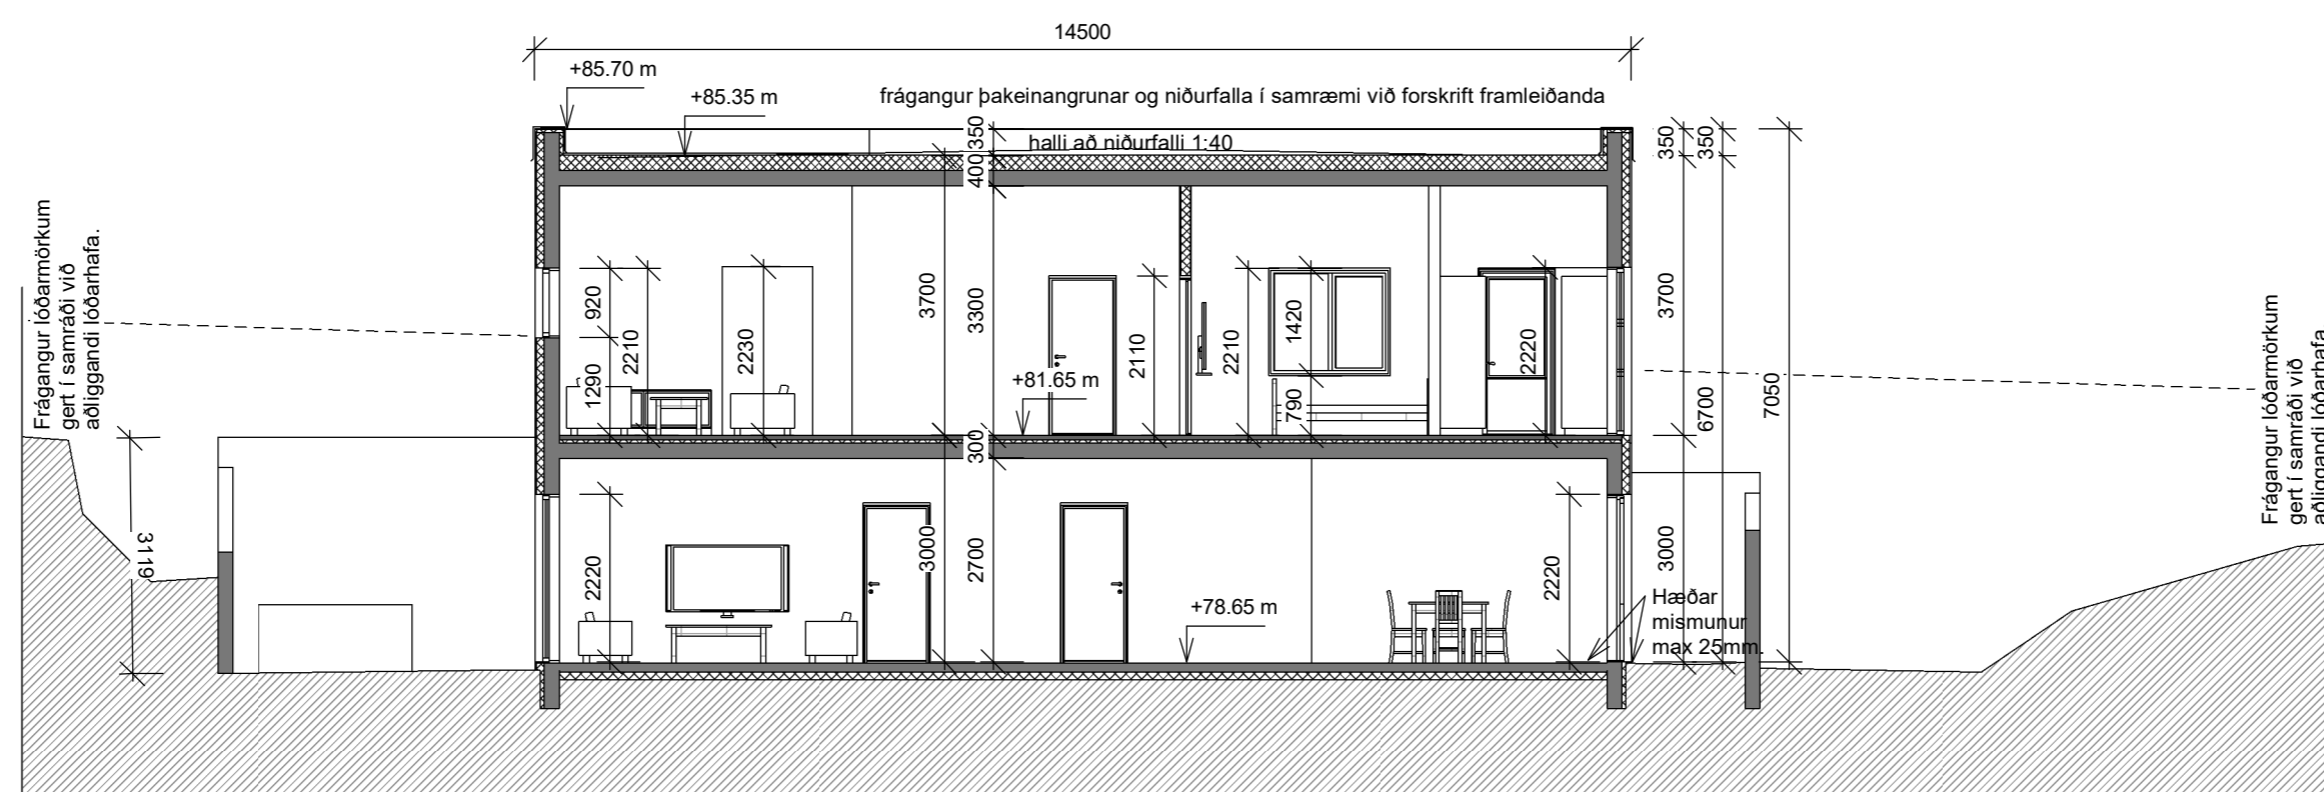 14500
+85.70 m
+85.35 m
frágangur þakeinangrunar og niðurfalla í samræmi við forskrift framleiðanda
halli að niðurfalli 1:40
350
400
350
350
Frágangur lóðarmörkum
gert í samráði við
aðliggandi lóðarhafa.
920
2210
1290
2230
3700
3300
+81.65 m
2110
2210
1420
790
2220
3700
6700
7050
Frágangur lóðarmörkum
gert í samráði við
aðliggandi lóðarhafa
300
3119
2220
3000
2700
+78.65 m
2220
3000
Hæðar
mismunur
max 25mm.